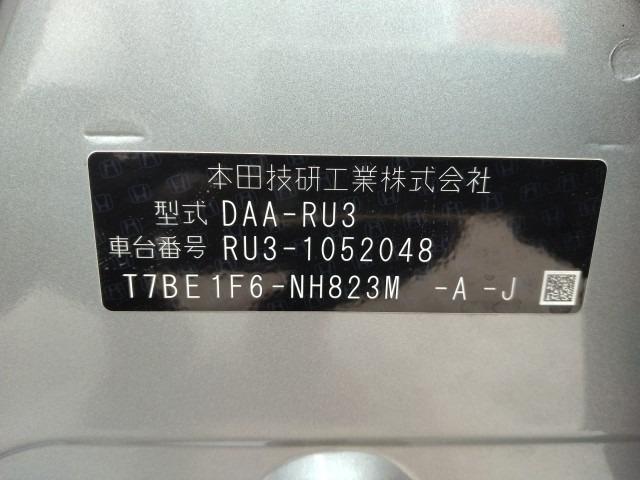 本田技研工業株式会社
型式 DAA-RU3
車台番号 RU3-1052048
T7BE1F6-NH823M -A -J